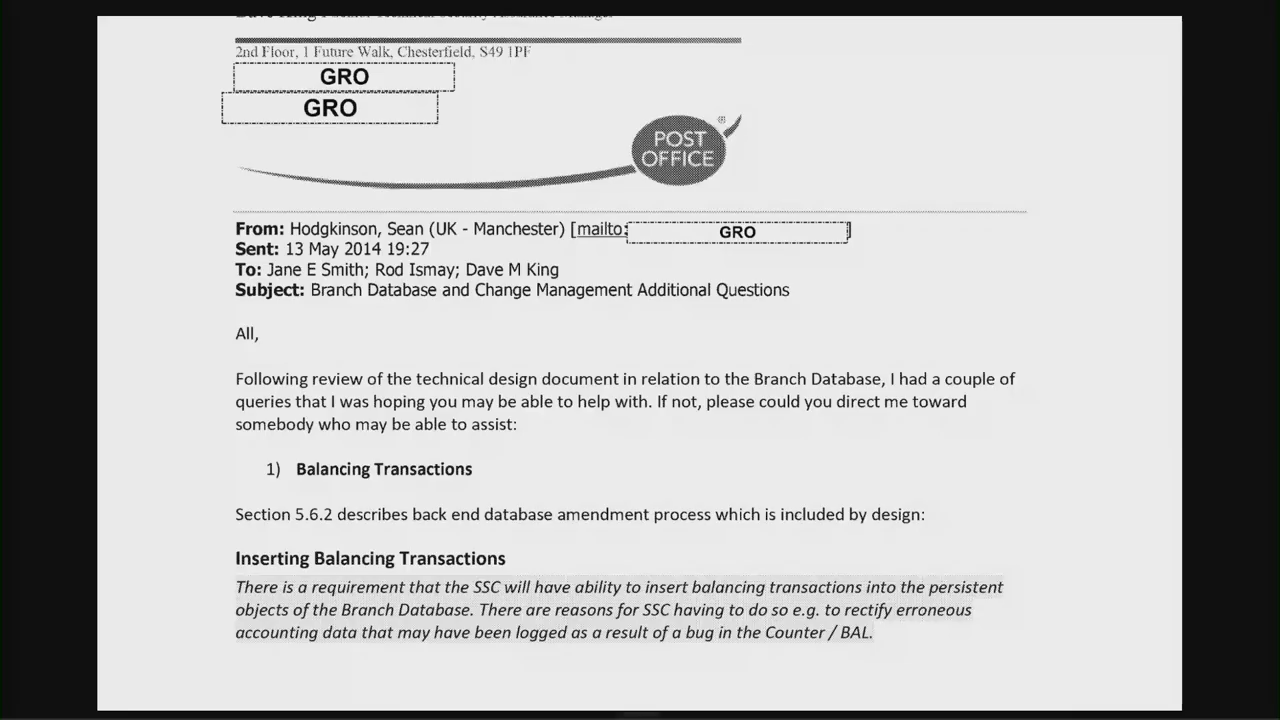 2nd Floor, 1 Future Walk, Chesterfield, S49 1PF
GRO
GRO
POST
OFFICE
®
From: Hodgkinson, Sean (UK - Manchester) [mailto: GRO ]
Sent: 13 May 2014 19:27
To: Jane E Smith; Rod Ismay; Dave M King
Subject: Branch Database and Change Management Additional Questions
All,
Following review of the technical design document in relation to the Branch Database, I had a couple of
queries that I was hoping you may be able to help with. If not, please could you direct me toward
somebody who may be able to assist:
1) Balancing Transactions
Section 5.6.2 describes back end database amendment process which is included by design:
Inserting Balancing Transactions
There is a requirement that the SSC will have ability to insert balancing transactions into the persistent
objects of the Branch Database. There are reasons for SSC having to do so e.g. to rectify erroneous
accounting data that may have been logged as a result of a bug in the Counter / BAL.